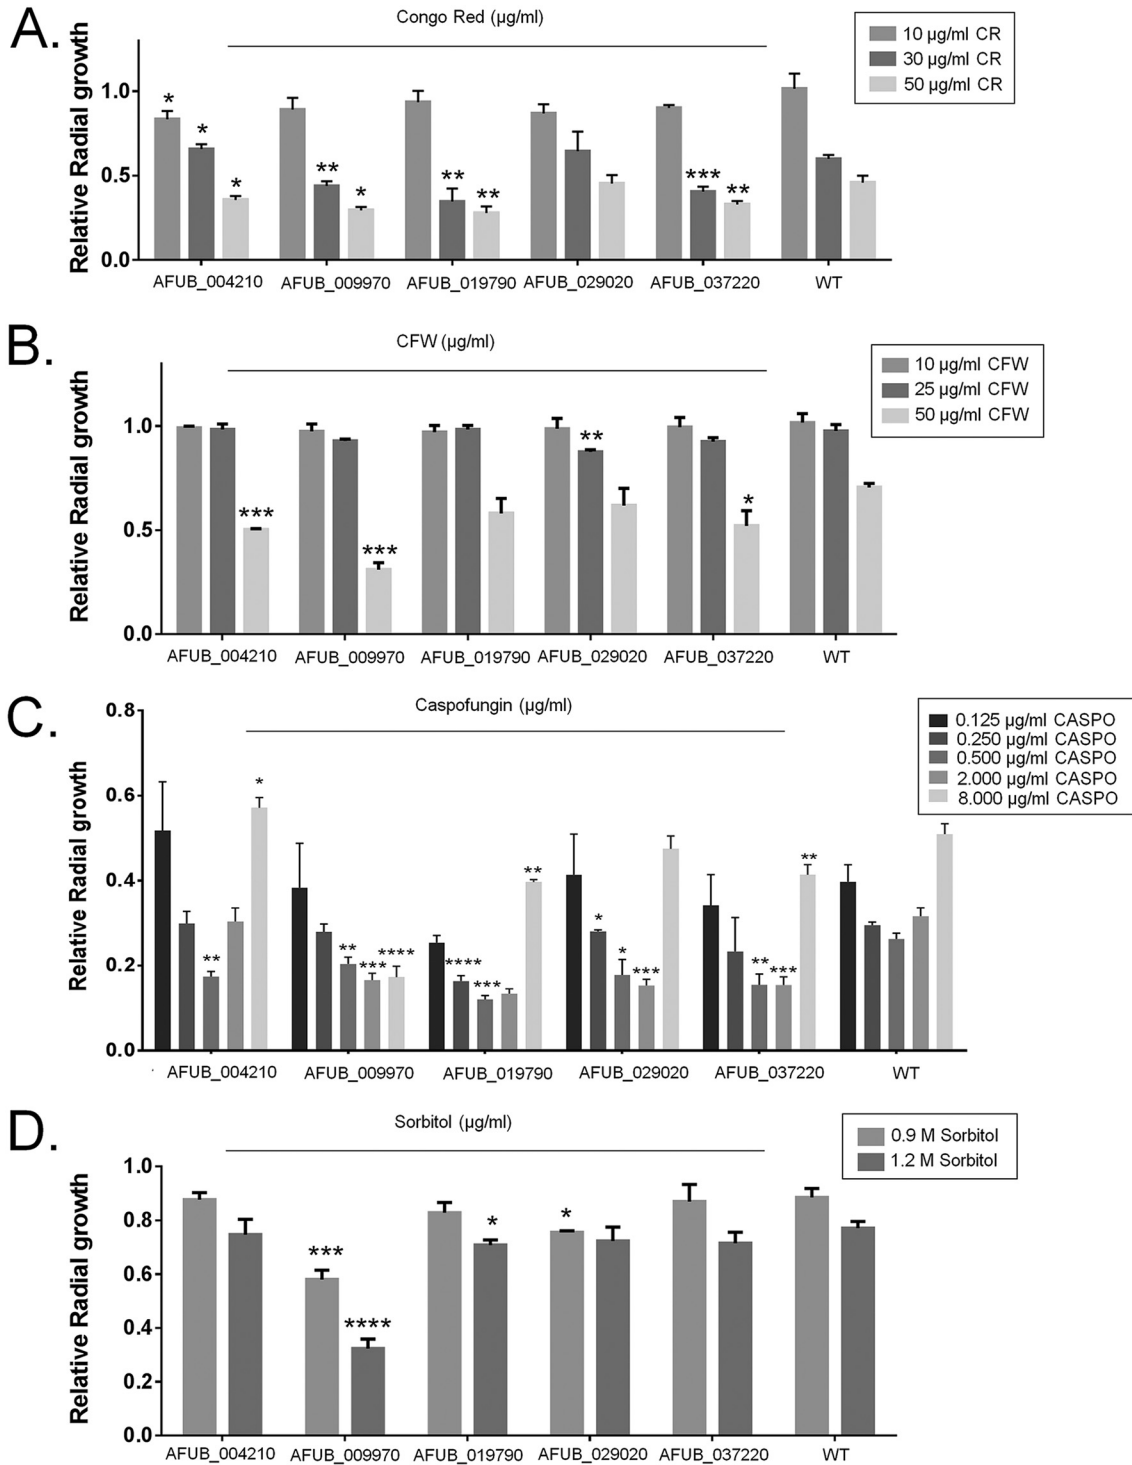 A.
Congo Red (µg/ml)
10 µg/ml CR
30 µg/ml CR
50 µg/ml CR
Relative Radial growth
1.0
0.5
0.0
* * *
** *
** **
*** **
AFUB_004210 AFUB_009970 AFUB_019790 AFUB_029020 AFUB_037220 WT
B.
CFW (µg/ml)
10 µg/ml CFW
25 µg/ml CFW
50 µg/ml CFW
Relative Radial growth
1.0
0.5
0.0
***
***
**
*
AFUB_004210 AFUB_009970 AFUB_019790 AFUB_029020 AFUB_037220 WT
C.
Caspofungin (µg/ml)
0.125 µg/ml CASPO
0.250 µg/ml CASPO
0.500 µg/ml CASPO
2.000 µg/ml CASPO
8.000 µg/ml CASPO
Relative Radial growth
0.8
0.6
0.4
0.2
0.0
** *
** *** ****
**** *** **
* * ***
** *** **
AFUB_004210 AFUB_009970 AFUB_019790 AFUB_029020 AFUB_037220 WT
D.
Sorbitol (µg/ml)
0.9 M Sorbitol
1.2 M Sorbitol
Relative Radial growth
1.0
0.8
0.6
0.4
0.2
0.0
*** ****
*
*
AFUB_004210 AFUB_009970 AFUB_019790 AFUB_029020 AFUB_037220 WT